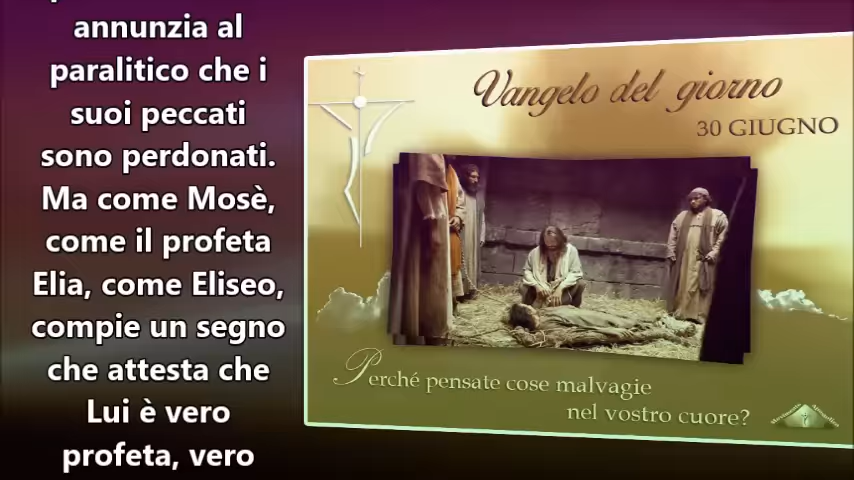 annunzia al
paralitico che i
suoi peccati
sono perdonati.
Ma come Mosè,
come il profeta
Elia, come Eliseo,
compie un segno
che attesta che
Lui è vero
profeta, vero
Vangelo del giorno
30 GIUGNO
Perché pensate cose malvagie
nel vostro cuore?